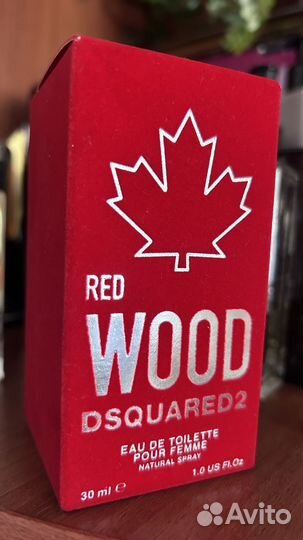 RED
WOOD
DSQUARED2
EAU DE TOILETTE
POUR FEMME
NATURAL SPRAY
30 ml ℮ 1.0 US Fl.Oz
Avito